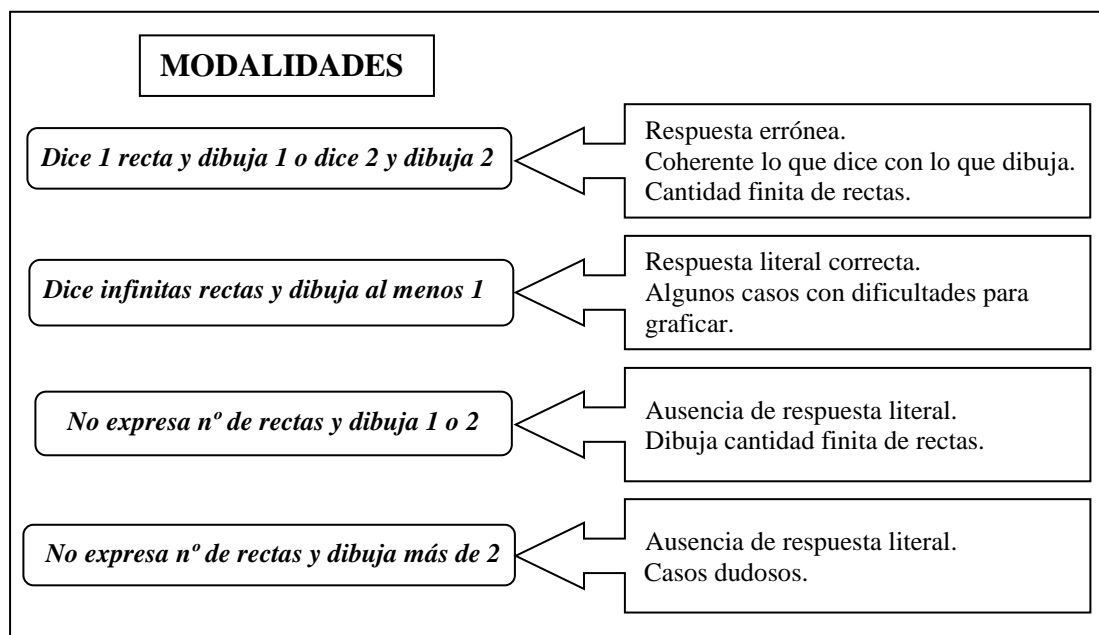 MODALIDADES
Dice 1 recta y dibuja 1 o dice 2 y dibuja 2
Respuesta errónea.
Coherente lo que dice con lo que dibuja.
Cantidad finita de rectas.
Dice infinitas rectas y dibuja al menos 1
Respuesta literal correcta.
Algunos casos con dificultades para
graficar.
No expresa nº de rectas y dibuja 1 o 2
Ausencia de respuesta literal.
Dibuja cantidad finita de rectas.
No expresa nº de rectas y dibuja más de 2
Ausencia de respuesta literal.
Casos dudosos.